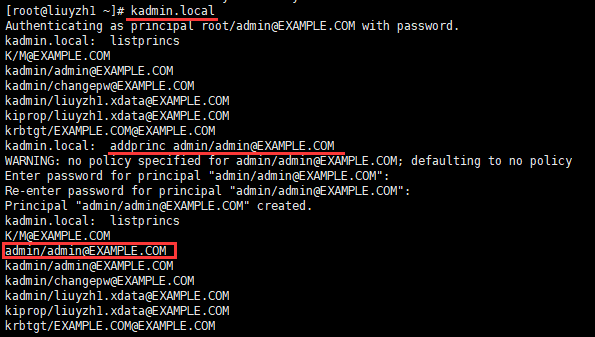 [root@liuyzh1 ~]# kadmin.local
Authenticating as principal root/admin@EXAMPLE.COM with password.
kadmin.local:  listprincs
K/M@EXAMPLE.COM
kadmin/admin@EXAMPLE.COM
kadmin/changepw@EXAMPLE.COM
kadmin/liuyzh1.xdata@EXAMPLE.COM
kiprop/liuyzh1.xdata@EXAMPLE.COM
krbtgt/EXAMPLE.COM@EXAMPLE.COM
kadmin.local:  addprinc admin/admin@EXAMPLE.COM
WARNING: no policy specified for admin/admin@EXAMPLE.COM; defaulting to no policy
Enter password for principal "admin/admin@EXAMPLE.COM":
Re-enter password for principal "admin/admin@EXAMPLE.COM":
Principal "admin/admin@EXAMPLE.COM" created.
kadmin.local:  listprincs
K/M@EXAMPLE.COM
admin/admin@EXAMPLE.COM
kadmin/admin@EXAMPLE.COM
kadmin/changepw@EXAMPLE.COM
kadmin/liuyzh1.xdata@EXAMPLE.COM
kiprop/liuyzh1.xdata@EXAMPLE.COM
krbtgt/EXAMPLE.COM@EXAMPLE.COM